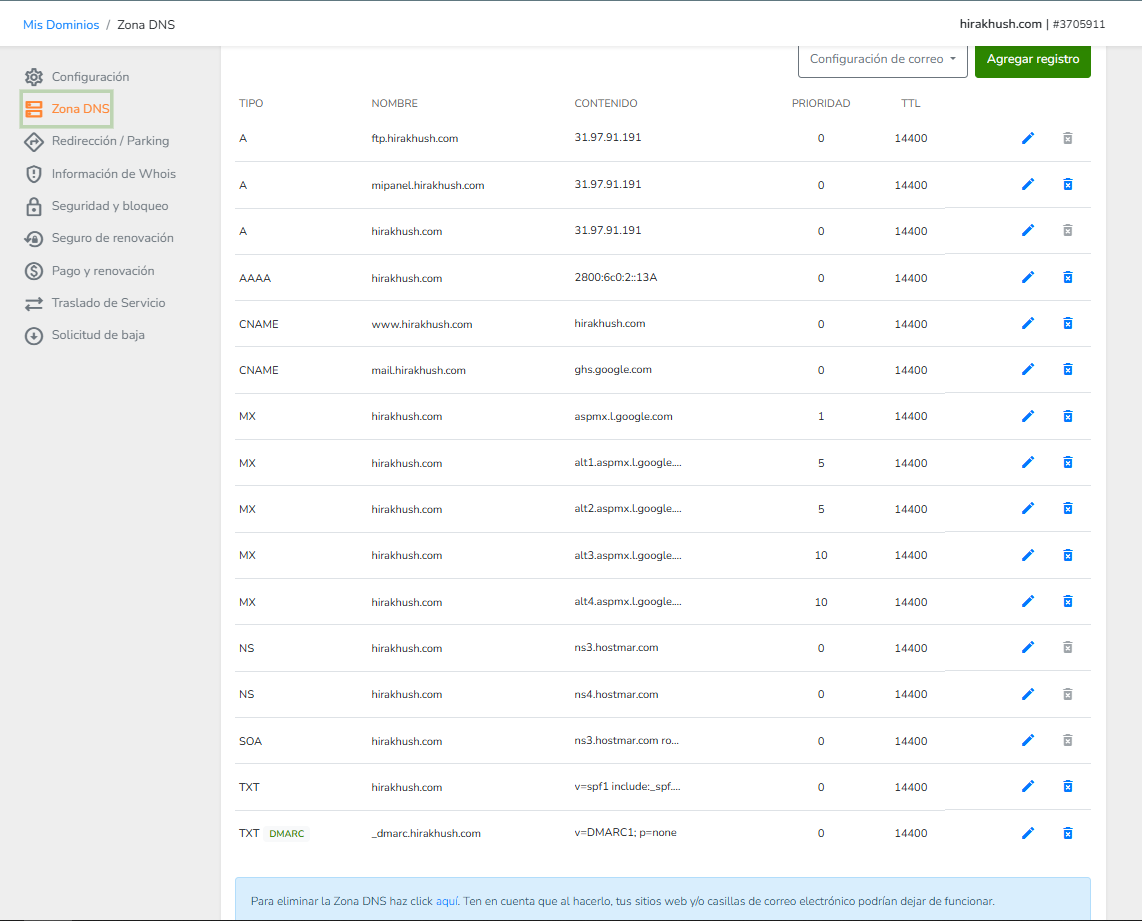 Mis Dominios / Zona DNS
hirakhush.com | #3705911
Configuración
Zona DNS
Redirección / Parking
Información de Whois
Seguridad y bloqueo
Seguro de renovación
Pago y renovación
Traslado de Servicio
Solicitud de baja
Configuración de correo
Agregar registro
TIPO NOMBRE CONTENIDO PRIORIDAD TTL
A ftp.hirakhush.com 31.97.91.191 0 14400
A mipanel.hirakhush.com 31.97.91.191 0 14400
A hirakhush.com 31.97.91.191 0 14400
AAAA hirakhush.com 2800:6c0:2::13A 0 14400
CNAME www.hirakhush.com hirakhush.com 0 14400
CNAME mail.hirakhush.com ghs.google.com 0 14400
MX hirakhush.com aspmx.l.google.com 1 14400
MX hirakhush.com alt1.aspmx.l.google.... 5 14400
MX hirakhush.com alt2.aspmx.l.google.... 5 14400
MX hirakhush.com alt3.aspmx.l.google.... 10 14400
MX hirakhush.com alt4.aspmx.l.google.... 10 14400
NS hirakhush.com ns3.hostmar.com 0 14400
NS hirakhush.com ns4.hostmar.com 0 14400
SOA hirakhush.com ns3.hostmar.com ro... 0 14400
TXT hirakhush.com v=spf1 include:_spf.... 0 14400
TXT DMARC _dmarc.hirakhush.com v=DMARC1; p=none 0 14400
Para eliminar la Zona DNS haz click aquí. Ten en cuenta que al hacerlo, tus sitios web y/o casillas de correo electrónico podrían dejar de funcionar.